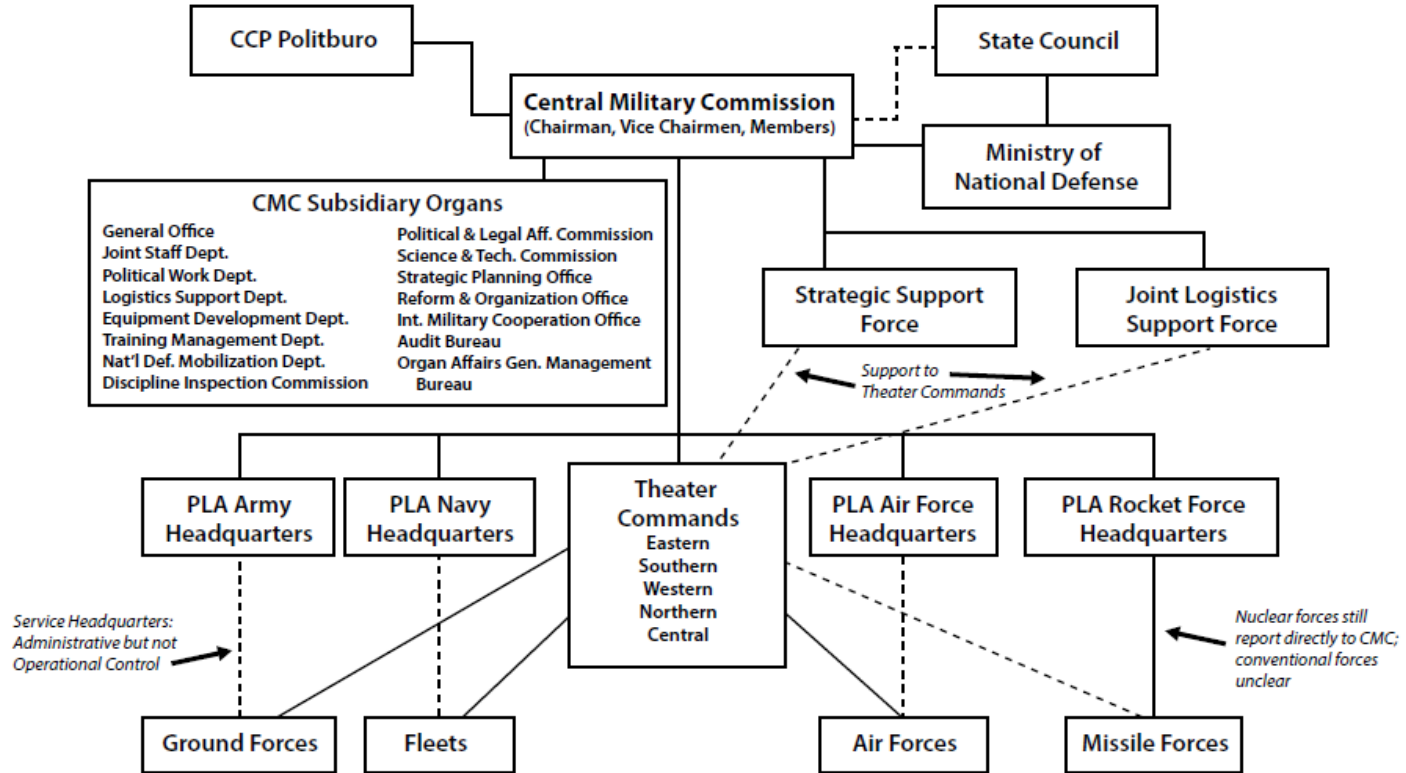 CCP Politburo
State Council
Central Military Commission
(Chairman, Vice Chairmen, Members)
Ministry of
National Defense
CMC Subsidiary Organs
General Office
Joint Staff Dept.
Political Work Dept.
Logistics Support Dept.
Equipment Development Dept.
Training Management Dept.
Nat'l Def. Mobilization Dept.
Discipline Inspection Commission
Political & Legal Aff. Commission
Science & Tech. Commission
Strategic Planning Office
Reform & Organization Office
Int. Military Cooperation Office
Audit Bureau
Organ Affairs Gen. Management
Bureau
Strategic Support
Force
Joint Logistics
Support Force
Support to
Theater Commands
PLA Army
Headquarters
PLA Navy
Headquarters
Theater
Commands
Eastern
Southern
Western
Northern
Central
PLA Air Force
Headquarters
PLA Rocket Force
Headquarters
Service Headquarters:
Administrative but not
Operational Control
Nuclear forces still
report directly to CMC;
conventional forces
unclear
Ground Forces
Fleets
Air Forces
Missile Forces